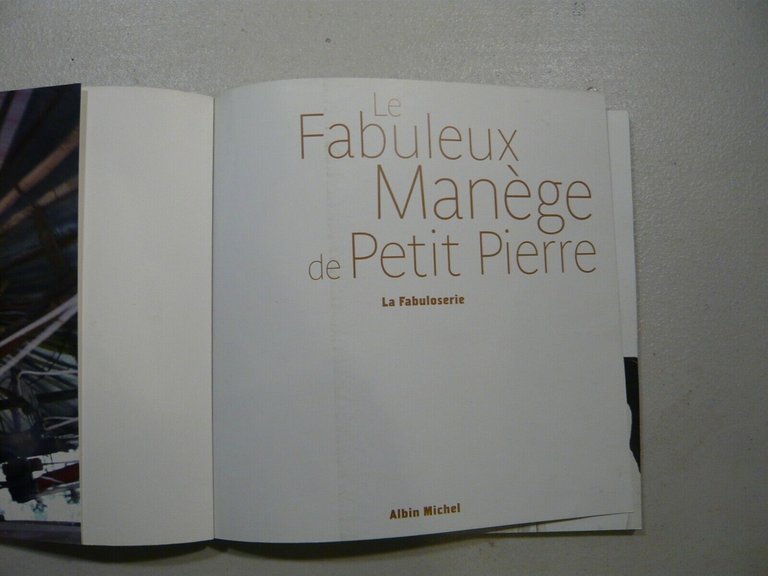 Le
Fabuleux
Manège
de Petit Pierre
La Fabuloserie
Albin Michel